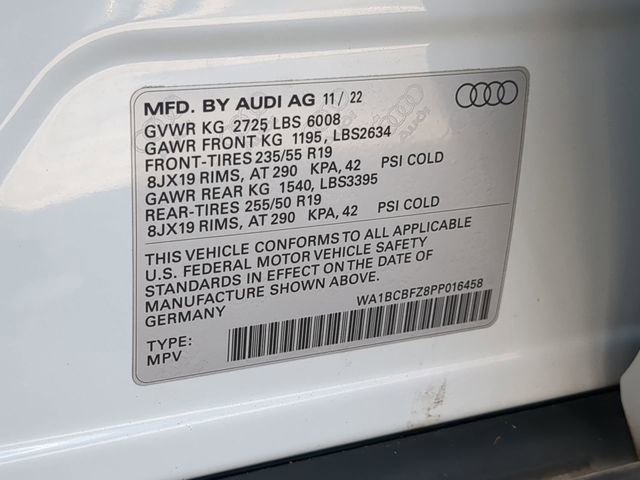 MFD. BY AUDI AG 11/ 22
GVWR KG 2725 LBS 6008
GAWR FRONT KG 1195, LBS2634
FRONT-TIRES 235/55 R19
8JX19 RIMS, AT 290 KPA, 42 PSI COLD
GAWR REAR KG 1540, LBS3395
REAR-TIRES 255/50 R19
8JX19 RIMS, AT 290 KPA, 42 PSI COLD
THIS VEHICLE CONFORMS TO ALL APPLICABLE
U.S. FEDERAL MOTOR VEHICLE SAFETY
STANDARDS IN EFFECT ON THE DATE OF
MANUFACTURE SHOWN ABOVE.
GERMANY
WA1BCBFZ8PP016458
TYPE:
MPV